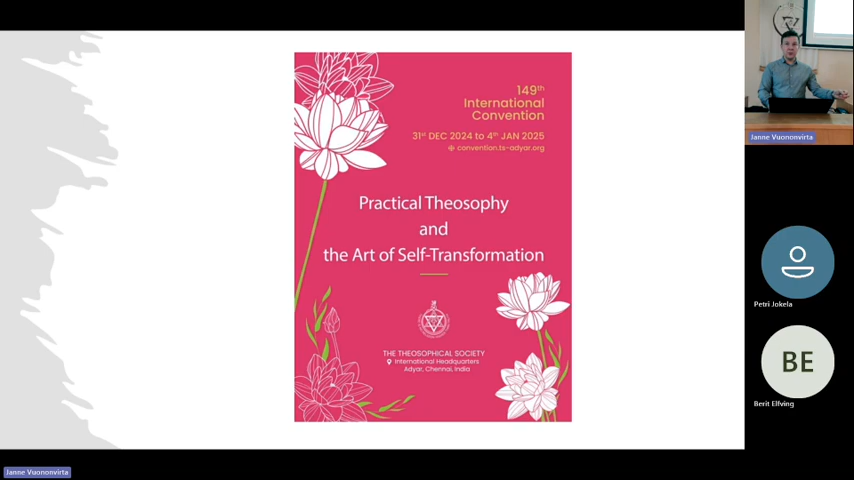 149th
International
Convention
31st DEC 2024 to 4th JAN 2025
convention.ts-adyar.org
Practical Theosophy
and
the Art of Self-Transformation
THE THEOSOPHICAL SOCIETY
International Headquarters
Adyar, Chennai, India
Janne Vuononvirta
Petri Jokela
BE
Berit Elfving
Janne Vuononvirta